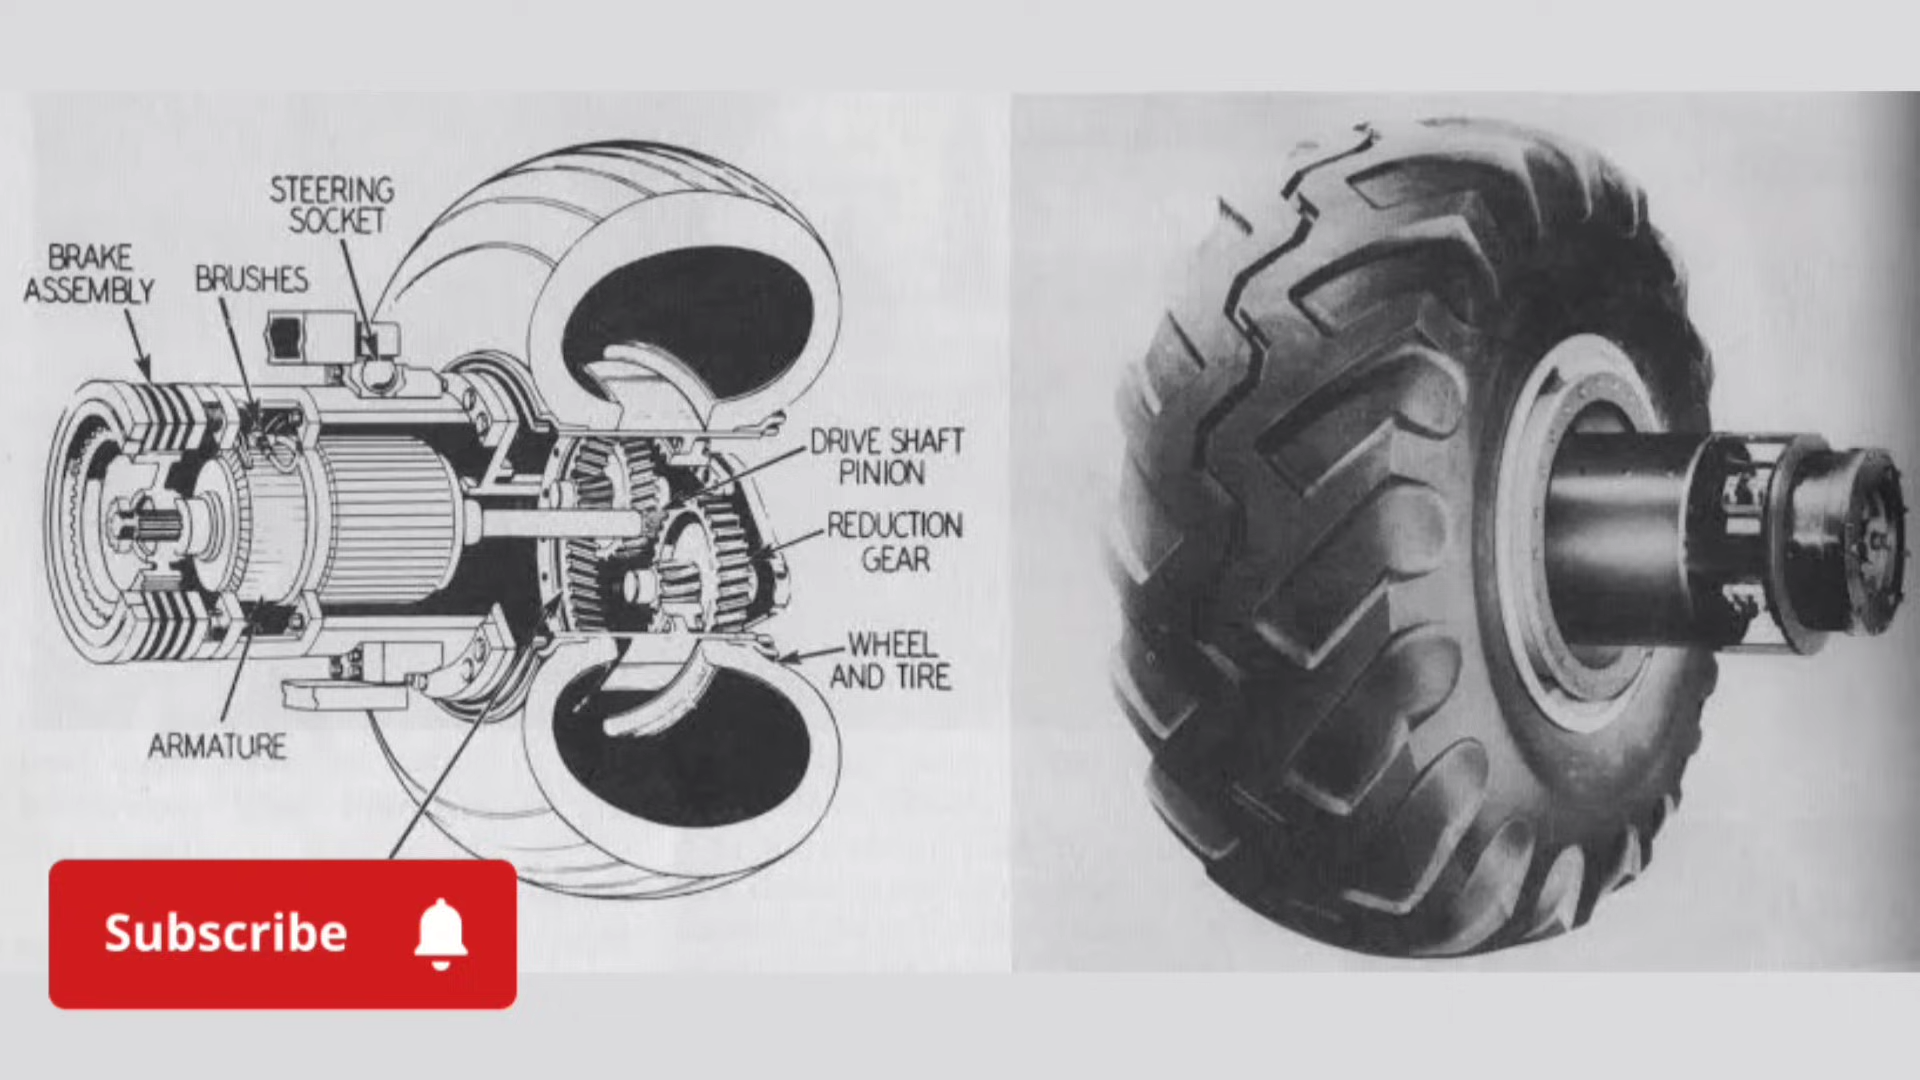 STEERING
SOCKET
BRAKE
ASSEMBLY
BRUSHES
DRIVE SHAFT
PINION
REDUCTION
GEAR
WHEEL
AND TIRE
ARMATURE
Subscribe